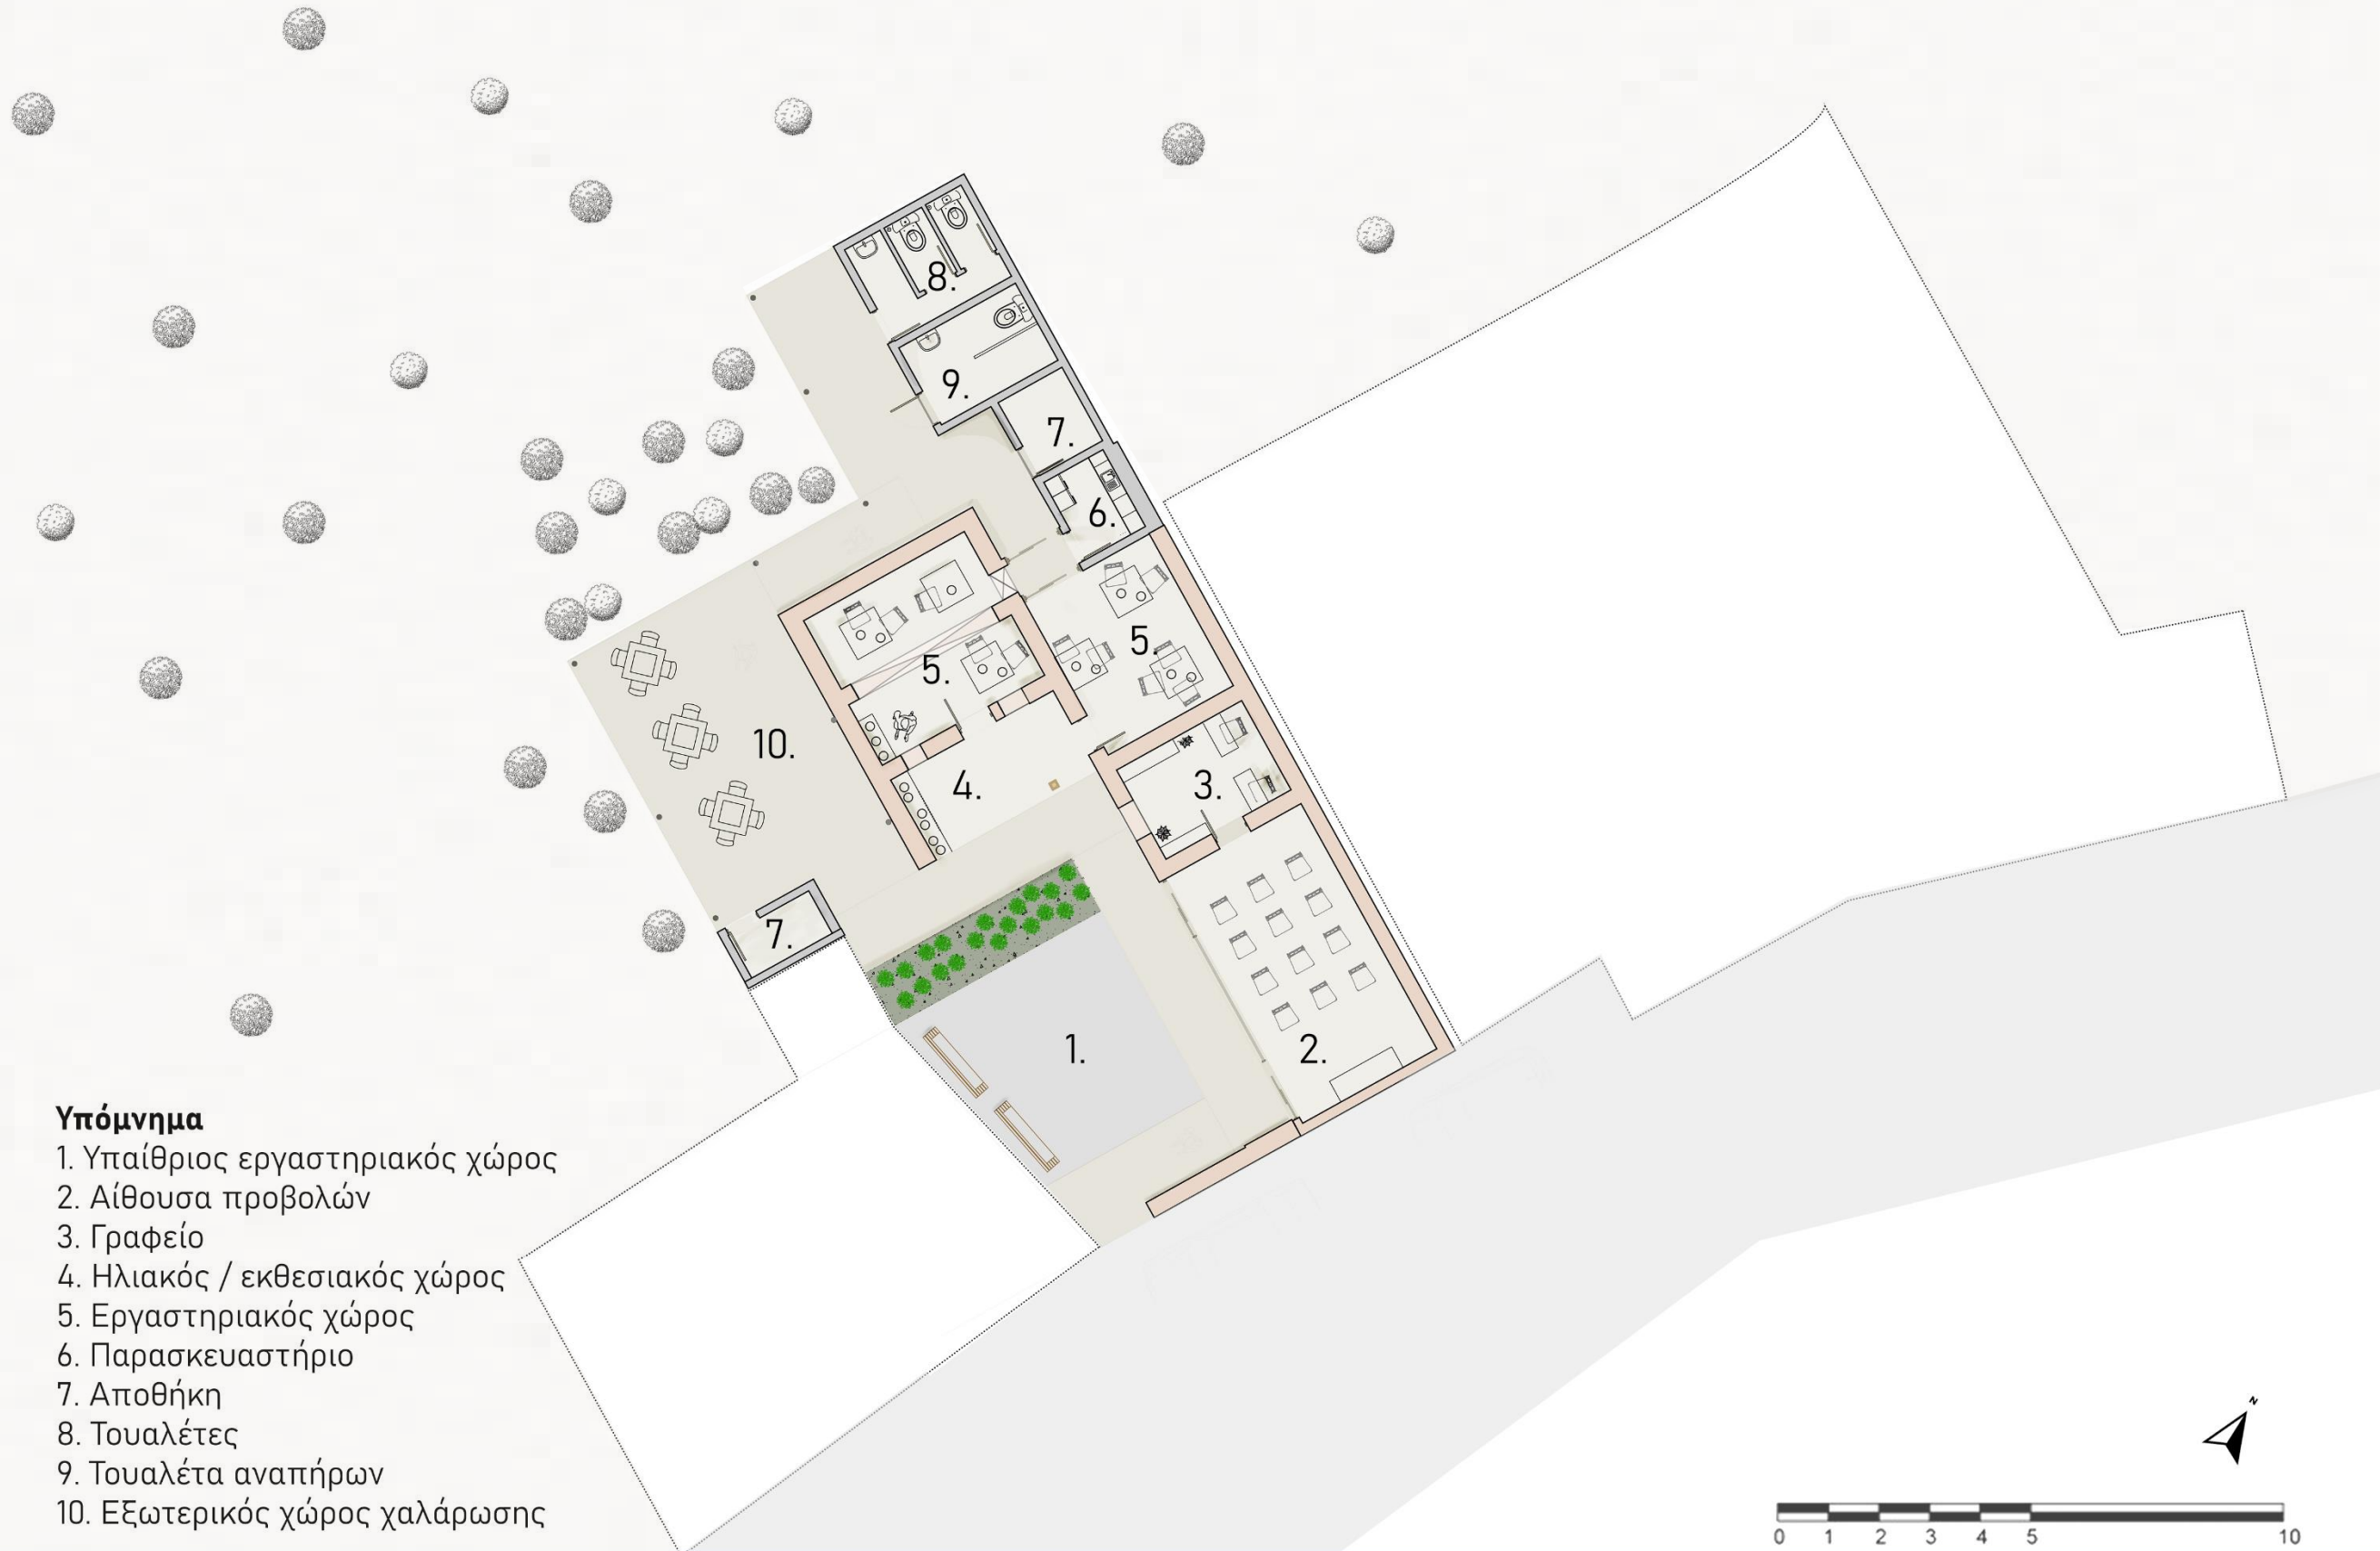 8.
9.
7.
6.
5.
5.
10.
4.
3.
7.
1.
2.
Υπόμνημα
1. Υπαίθριος εργαστηριακός χώρος
2. Αίθουσα προβολών
3. Γραφείο
4. Ηλιακός / εκθεσιακός χώρος
5. Εργαστηριακός χώρος
6. Παρασκευαστήριο
7. Αποθήκη
8. Τουαλέτες
9. Τουαλέτα αναπήρων
10. Εξωτερικός χώρος χαλάρωσης
N
0 1 2 3 4 5 10